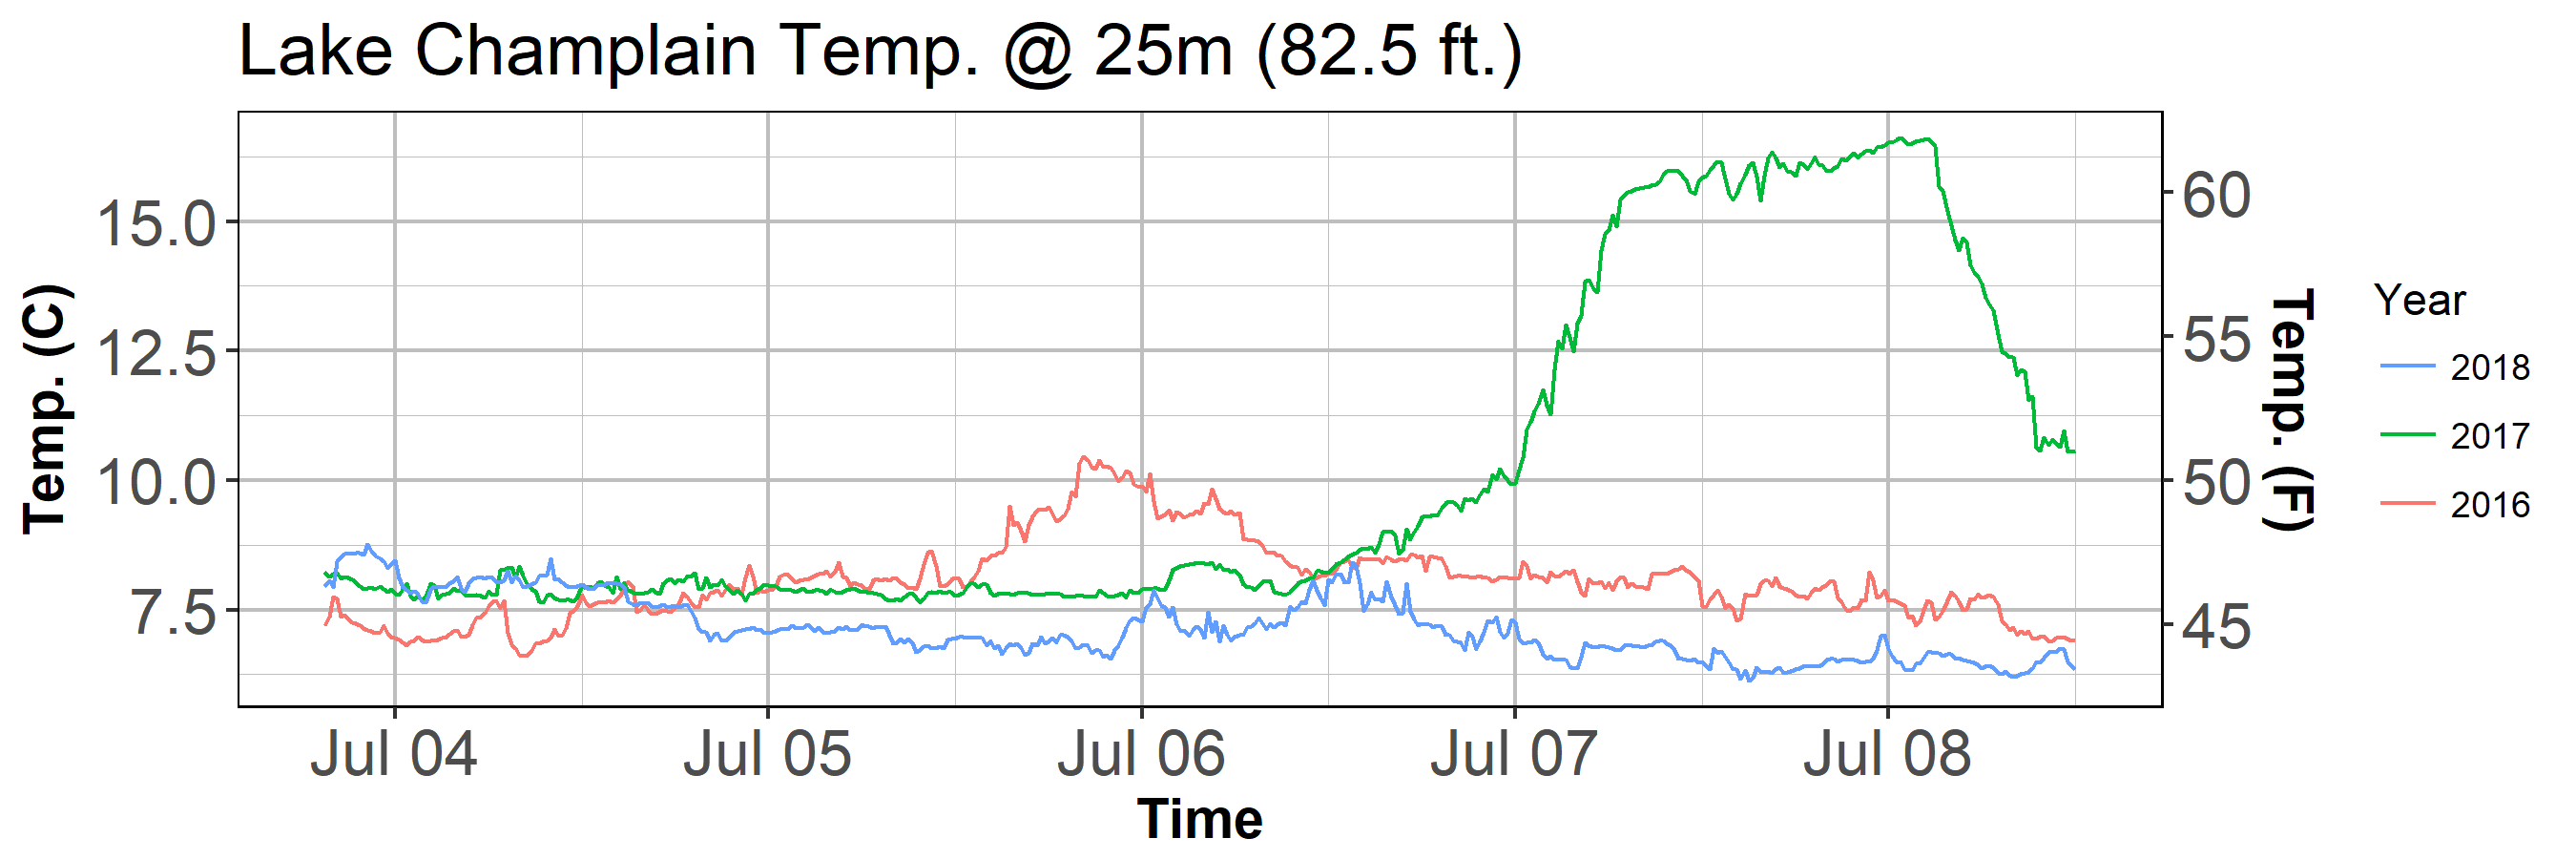 Lake Champlain Temp. @ 25m (82.5 ft.)
Temp. (C)
15.0
12.5
10.0
7.5
60
55
50
45
Temp. (F)
Jul 04 Jul 05 Jul 06 Jul 07 Jul 08
Time
Year
2018
2017
2016